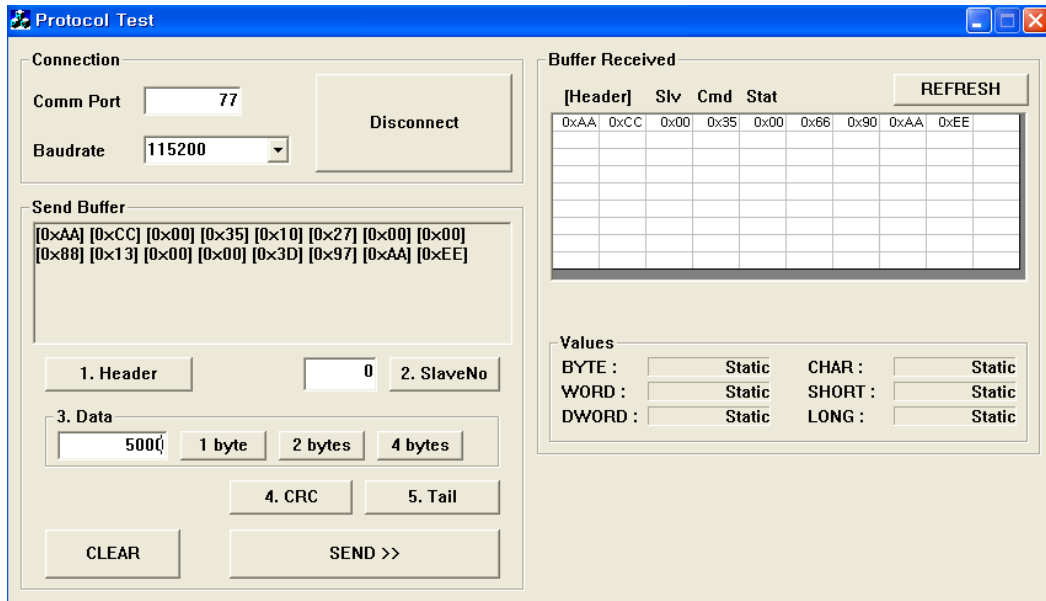 Protocol Test
Connection
Comm Port 77
Baudrate 115200
Disconnect
Send Buffer
[0xAA] [0xCC] [0x00] [0x35] [0x10] [0x27] [0x00] [0x00]
[0x88] [0x13] [0x00] [0x00] [0x3D] [0x97] [0xAA] [0xEE]
1. Header 0 2. SlaveNo
3. Data
5000 1 byte 2 bytes 4 bytes
4. CRC 5. Tail
CLEAR SEND >>
Buffer Received
REFRESH
[Header] Slv Cmd Stat
0xAA 0xCC 0x00 0x35 0x00 0x66 0x90 0xAA 0xEE
Values
BYTE : Static CHAR : Static
WORD : Static SHORT : Static
DWORD : Static LONG : Static